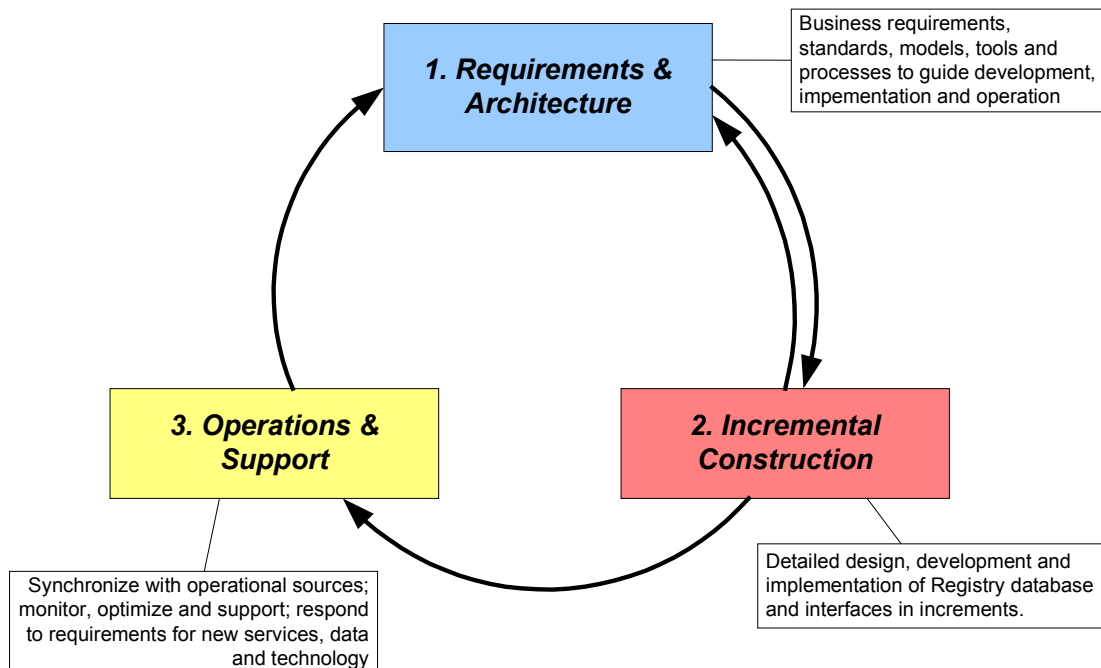 Business requirements,
standards, models, tools and
processes to guide development,
impementation and operation
1. Requirements &
Architecture
3. Operations &
Support
2. Incremental
Construction
Synchronize with operational sources;
monitor, optimize and support; respond
to requirements for new services, data
and technology
Detailed design, development and
implementation of Registry database
and interfaces in increments.